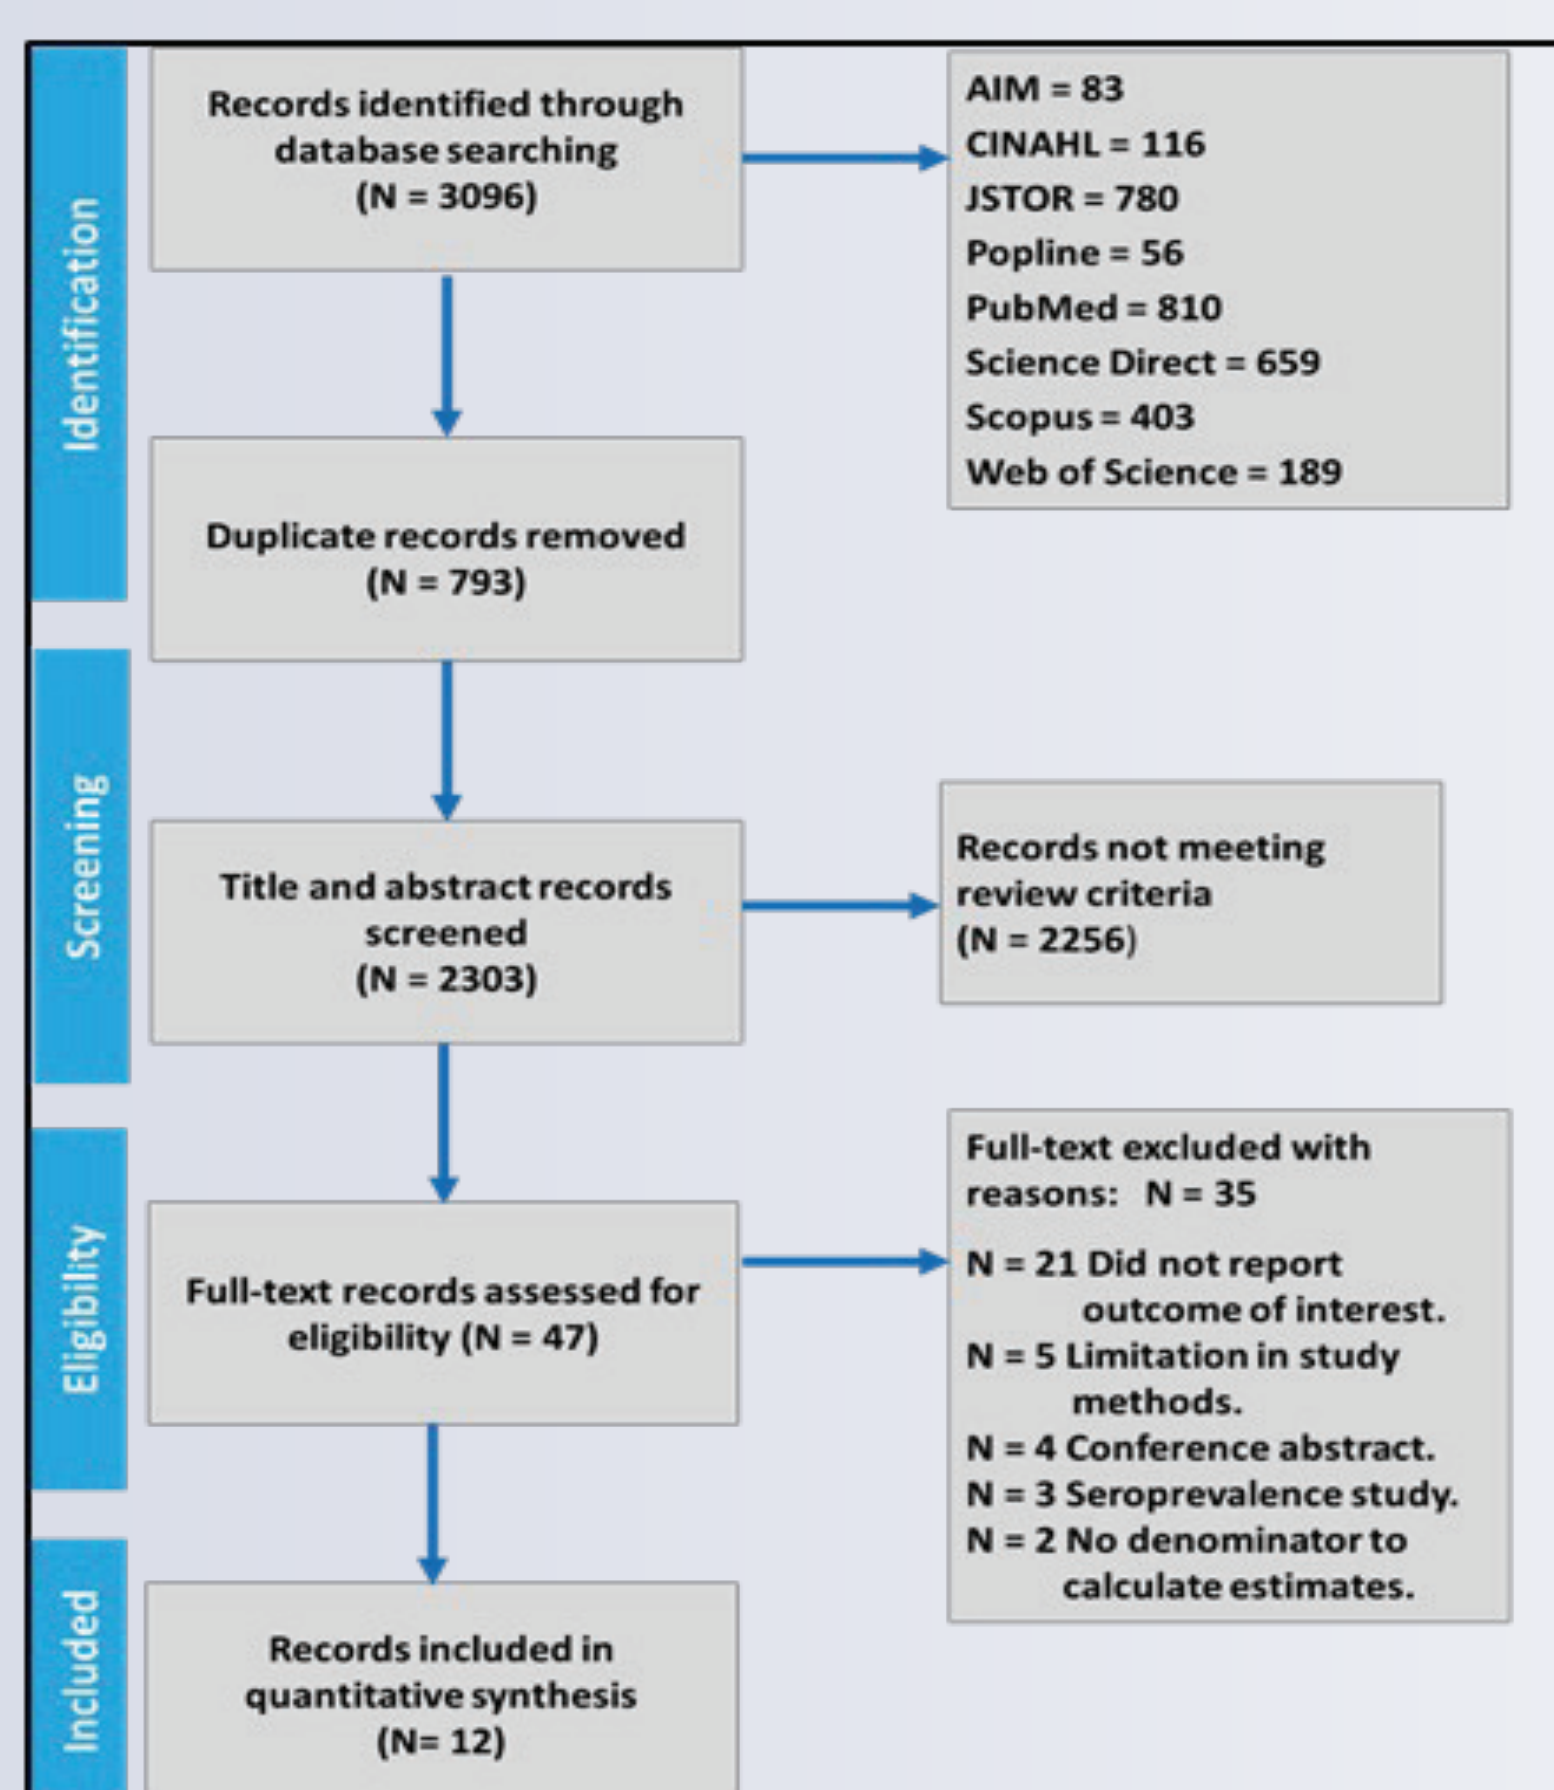 Identification
Records identified through
database searching
(N = 3096)
AIM = 83
CINAHL = 116
JSTOR = 780
Popline = 56
PubMed = 810
Science Direct = 659
Scopus = 403
Web of Science = 189
Duplicate records removed
(N = 793)
Screening
Title and abstract records
screened
(N = 2303)
Records not meeting
review criteria
(N = 2256)
Eligibility
Full-text records assessed for
eligibility (N = 47)
Full-text excluded with
reasons: N = 35
N = 21 Did not report
outcome of interest.
N = 5 Limitation in study
methods.
N = 4 Conference abstract.
N = 3 Seroprevalence study.
N = 2 No denominator to
calculate estimates.
Included
Records included in
quantitative synthesis
(N= 12)